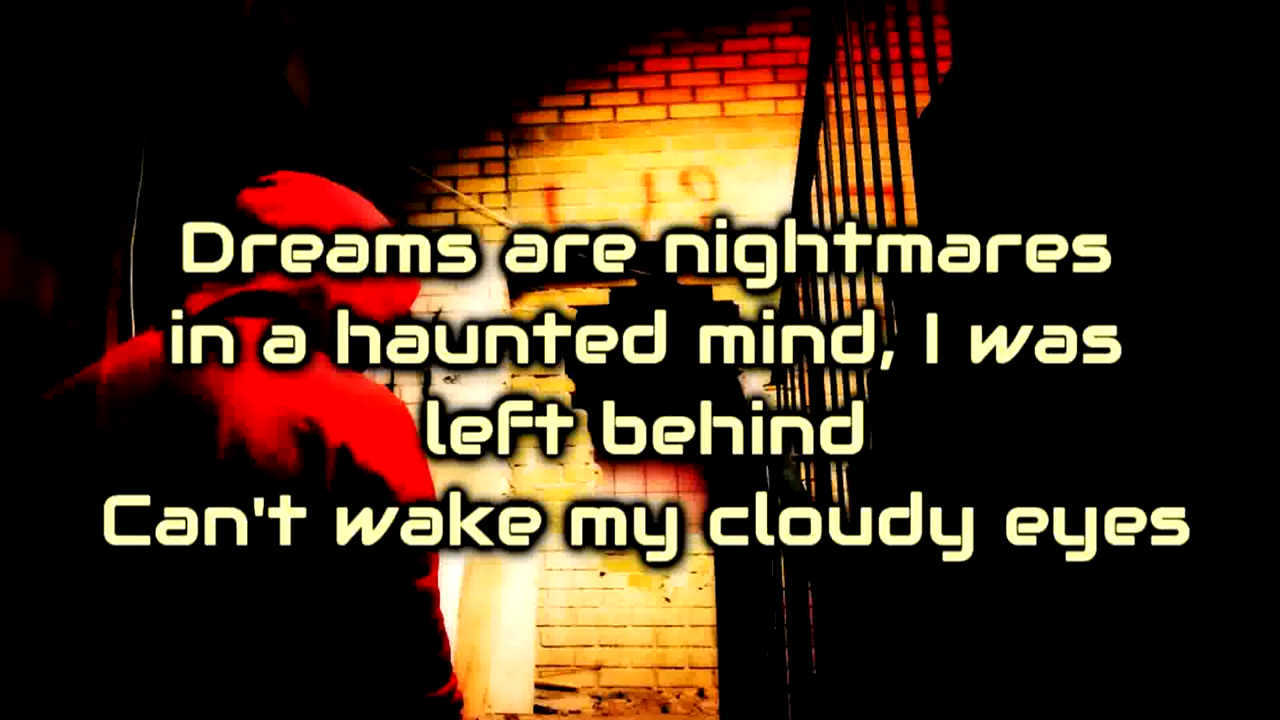 Dreams are nightmares
in a haunted mind, I was
left behind
Can't wake my cloudy eyes